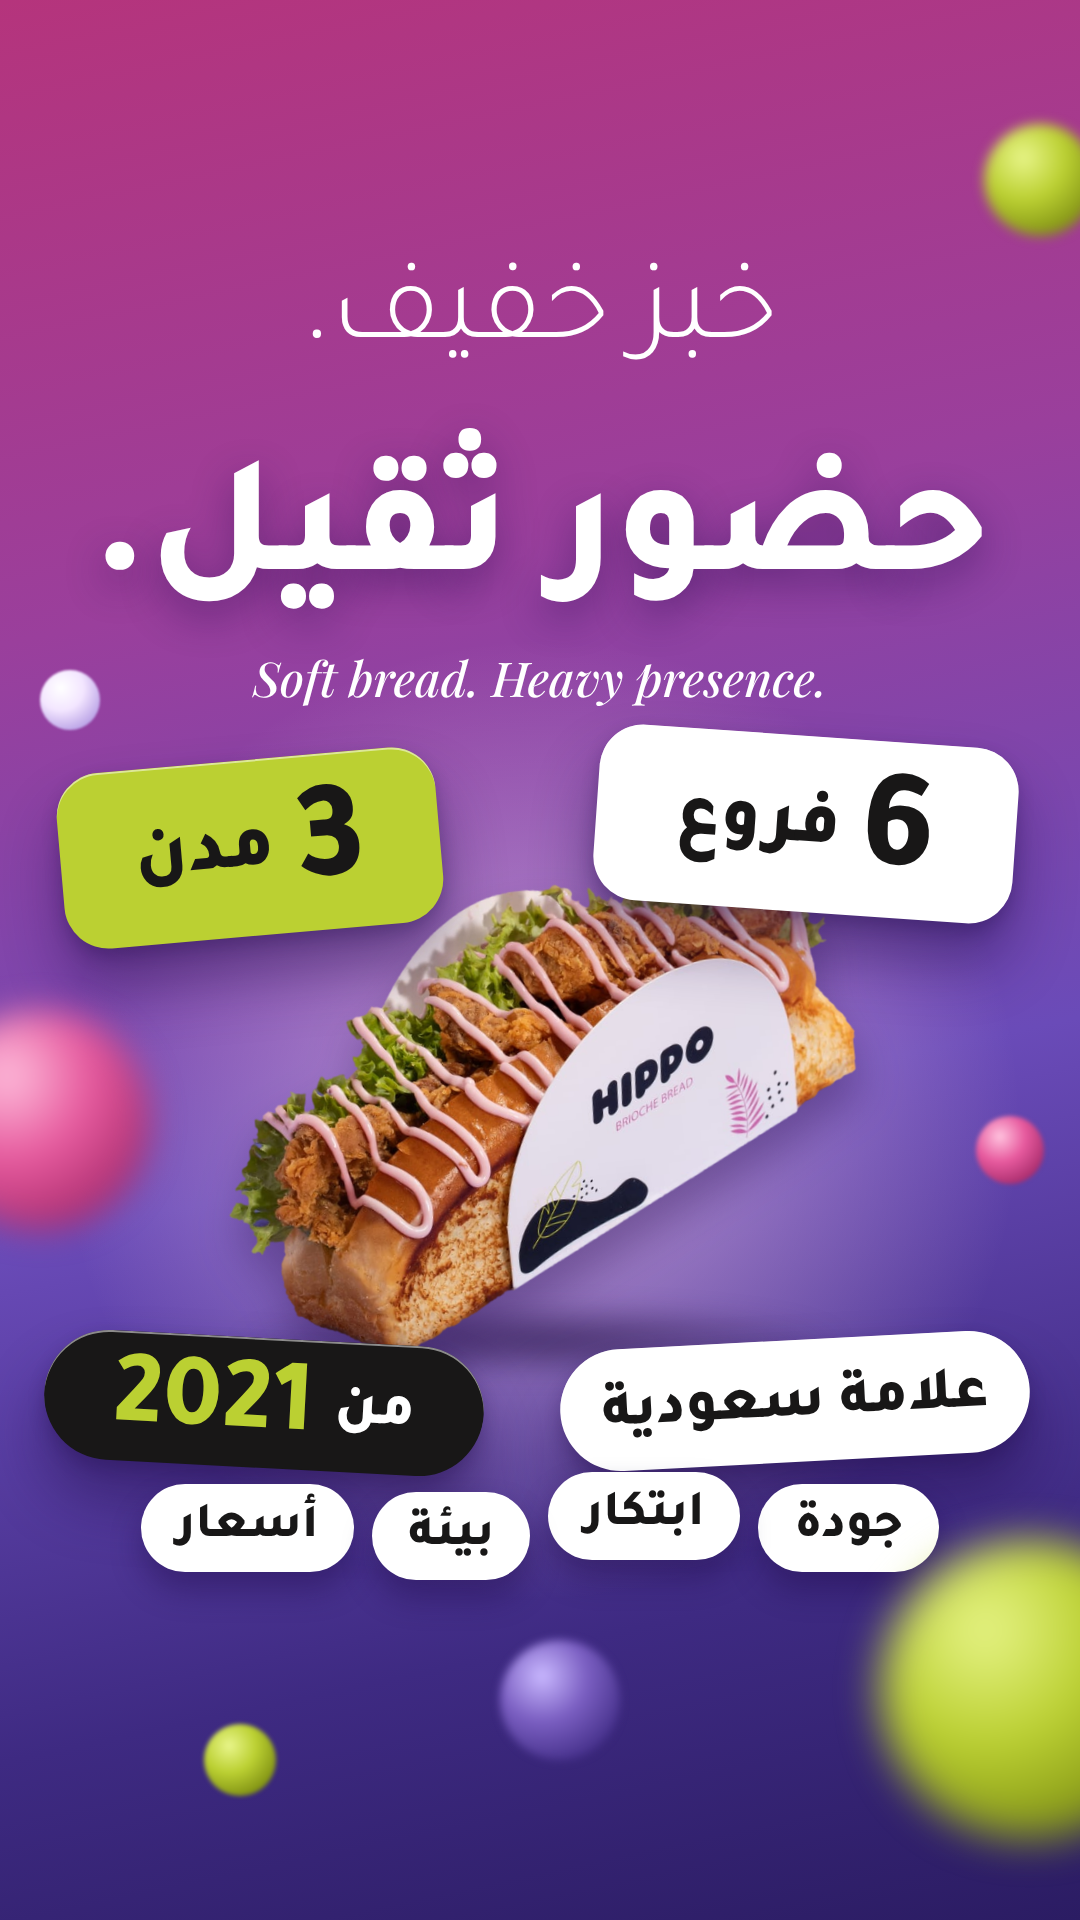 خبز خفيف.
حضور ثقيل.
Soft bread. Heavy presence.
6 فروع
3 مدن
HIPPO
BRIOCHE BREAD
علامة سعودية
من 2021
جودة
ابتكار
بيئة
أسعار